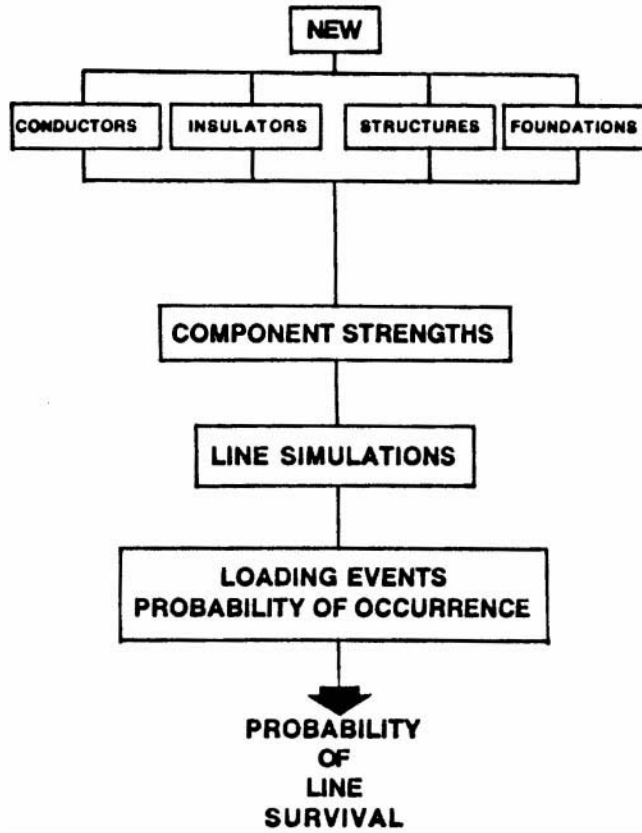 NEW
CONDUCTORS
INSULATORS
STRUCTURES
FOUNDATIONS
COMPONENT STRENGTHS
LINE SIMULATIONS
LOADING EVENTS
PROBABILITY OF OCCURRENCE
PROBABILITY
OF
LINE
SURVIVAL